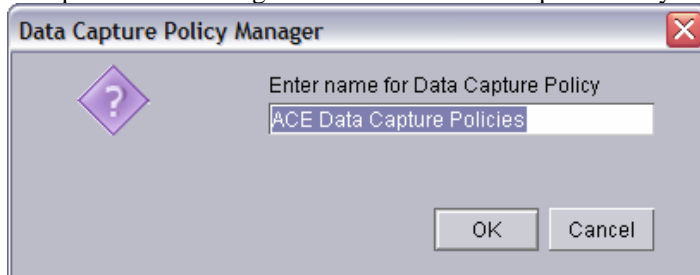 Data Capture Policy Manager
?
Enter name for Data Capture Policy
ACE Data Capture Policies
OK
Cancel